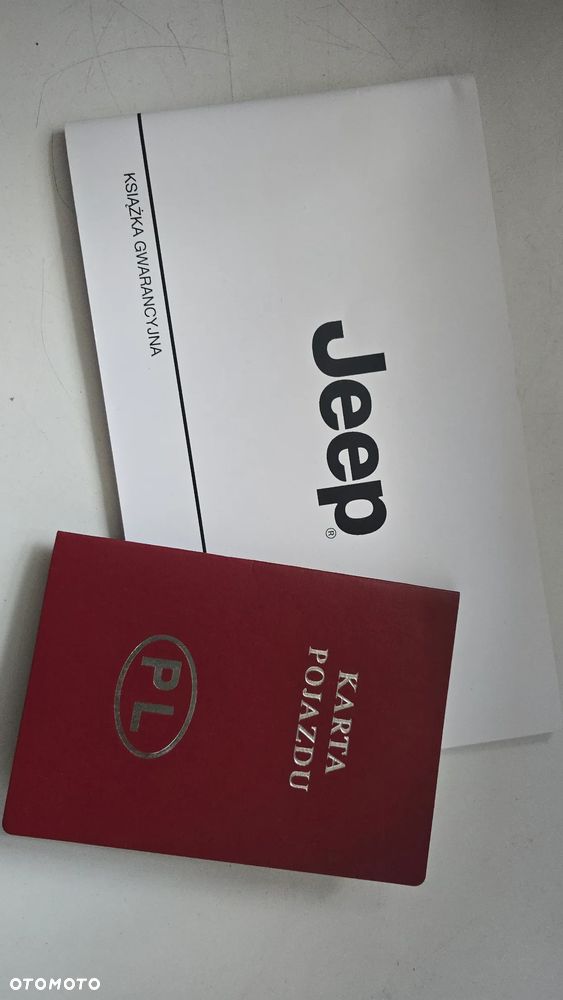 KSIĄŻKA GWARANCYJNA
Jeep®
KARTA
POJAZDU
PL
OTOMOTO